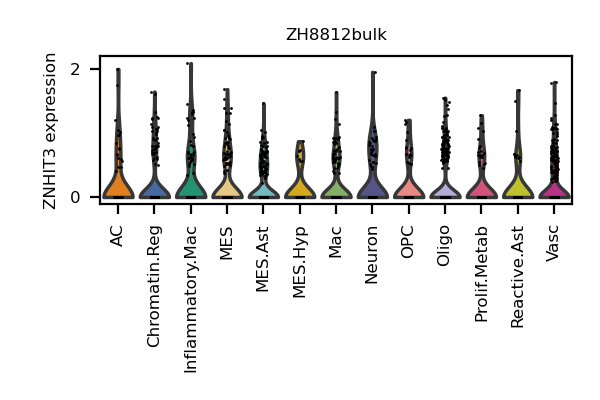 ZH8812bulk
ZNHIT3 expression
2
0
AC
Chromatin.Reg
Inflammatory.Mac
MES
MES.Ast
MES.Hyp
Mac
Neuron
OPC
Oligo
Prolif.Metab
Reactive.Ast
Vasc